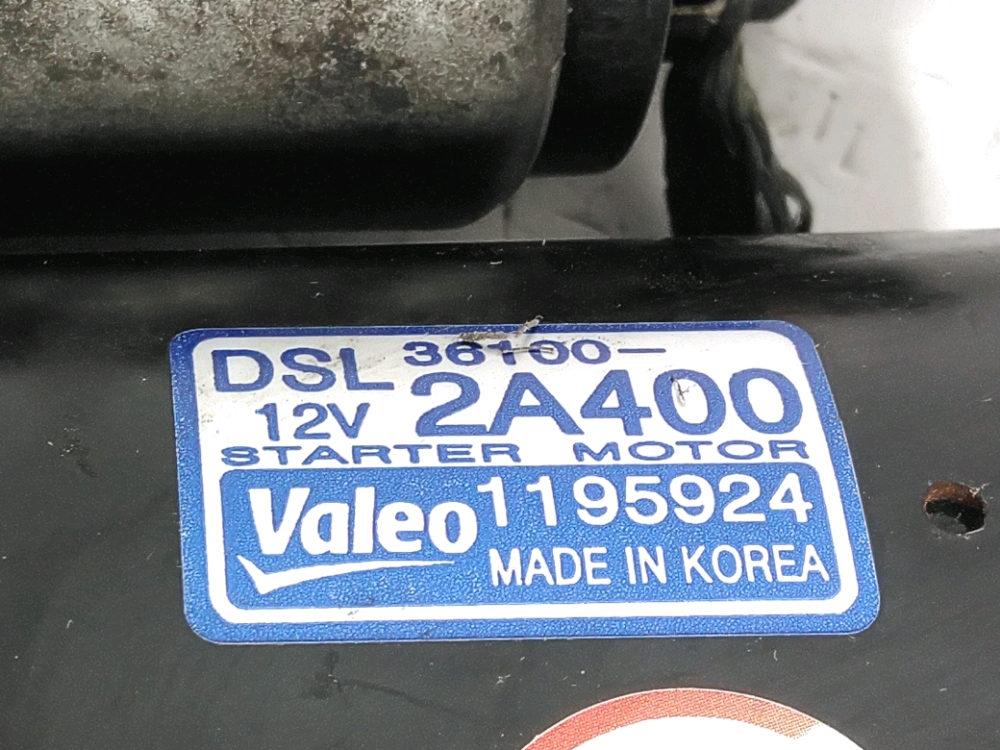 DSL 36100-
12V 2A400
STARTER MOTOR
Valeo 1195924
MADE IN KOREA